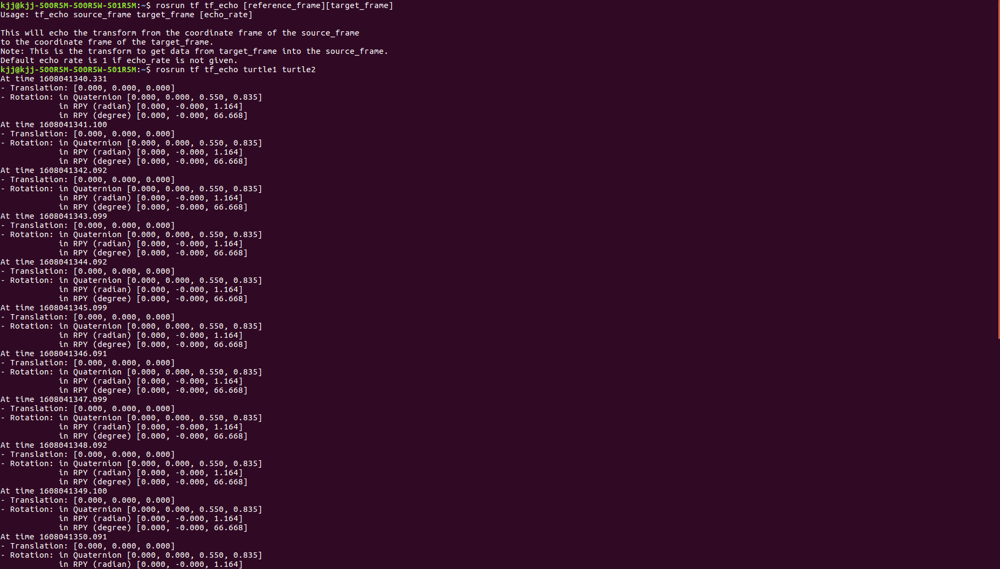 kjj@kjj-500R5M-500R5W-501R5M:~$ rosrun tf tf_echo [reference_frame][target_frame]
Usage: tf_echo source_frame target_frame [echo_rate]

This will echo the transform from the coordinate frame of the source_frame
to the coordinate frame of the target_frame.
Note: This is the transform to get data from target_frame into the source_frame.
Default echo rate is 1 if echo_rate is not given.
kjj@kjj-500R5M-500R5W-501R5M:~$ rosrun tf tf_echo turtle1 turtle2
At time 1608041340.331
- Translation: [0.000, 0.000, 0.000]
- Rotation: in Quaternion [0.000, 0.000, 0.550, 0.835]
            in RPY (radian) [0.000, -0.000, 1.164]
            in RPY (degree) [0.000, -0.000, 66.668]
At time 1608041341.100
- Translation: [0.000, 0.000, 0.000]
- Rotation: in Quaternion [0.000, 0.000, 0.550, 0.835]
            in RPY (radian) [0.000, -0.000, 1.164]
            in RPY (degree) [0.000, -0.000, 66.668]
At time 1608041342.092
- Translation: [0.000, 0.000, 0.000]
- Rotation: in Quaternion [0.000, 0.000, 0.550, 0.835]
            in RPY (radian) [0.000, -0.000, 1.164]
            in RPY (degree) [0.000, -0.000, 66.668]
At time 1608041343.099
- Translation: [0.000, 0.000, 0.000]
- Rotation: in Quaternion [0.000, 0.000, 0.550, 0.835]
            in RPY (radian) [0.000, -0.000, 1.164]
            in RPY (degree) [0.000, -0.000, 66.668]
At time 1608041344.092
- Translation: [0.000, 0.000, 0.000]
- Rotation: in Quaternion [0.000, 0.000, 0.550, 0.835]
            in RPY (radian) [0.000, -0.000, 1.164]
            in RPY (degree) [0.000, -0.000, 66.668]
At time 1608041345.099
- Translation: [0.000, 0.000, 0.000]
- Rotation: in Quaternion [0.000, 0.000, 0.550, 0.835]
            in RPY (radian) [0.000, -0.000, 1.164]
            in RPY (degree) [0.000, -0.000, 66.668]
At time 1608041346.091
- Translation: [0.000, 0.000, 0.000]
- Rotation: in Quaternion [0.000, 0.000, 0.550, 0.835]
            in RPY (radian) [0.000, -0.000, 1.164]
            in RPY (degree) [0.000, -0.000, 66.668]
At time 1608041347.099
- Translation: [0.000, 0.000, 0.000]
- Rotation: in Quaternion [0.000, 0.000, 0.550, 0.835]
            in RPY (radian) [0.000, -0.000, 1.164]
            in RPY (degree) [0.000, -0.000, 66.668]
At time 1608041348.092
- Translation: [0.000, 0.000, 0.000]
- Rotation: in Quaternion [0.000, 0.000, 0.550, 0.835]
            in RPY (radian) [0.000, -0.000, 1.164]
            in RPY (degree) [0.000, -0.000, 66.668]
At time 1608041349.100
- Translation: [0.000, 0.000, 0.000]
- Rotation: in Quaternion [0.000, 0.000, 0.550, 0.835]
            in RPY (radian) [0.000, -0.000, 1.164]
            in RPY (degree) [0.000, -0.000, 66.668]
At time 1608041350.091
- Translation: [0.000, 0.000, 0.000]
- Rotation: in Quaternion [0.000, 0.000, 0.550, 0.835]
            in RPY (radian) [0.000, -0.000, 1.164]